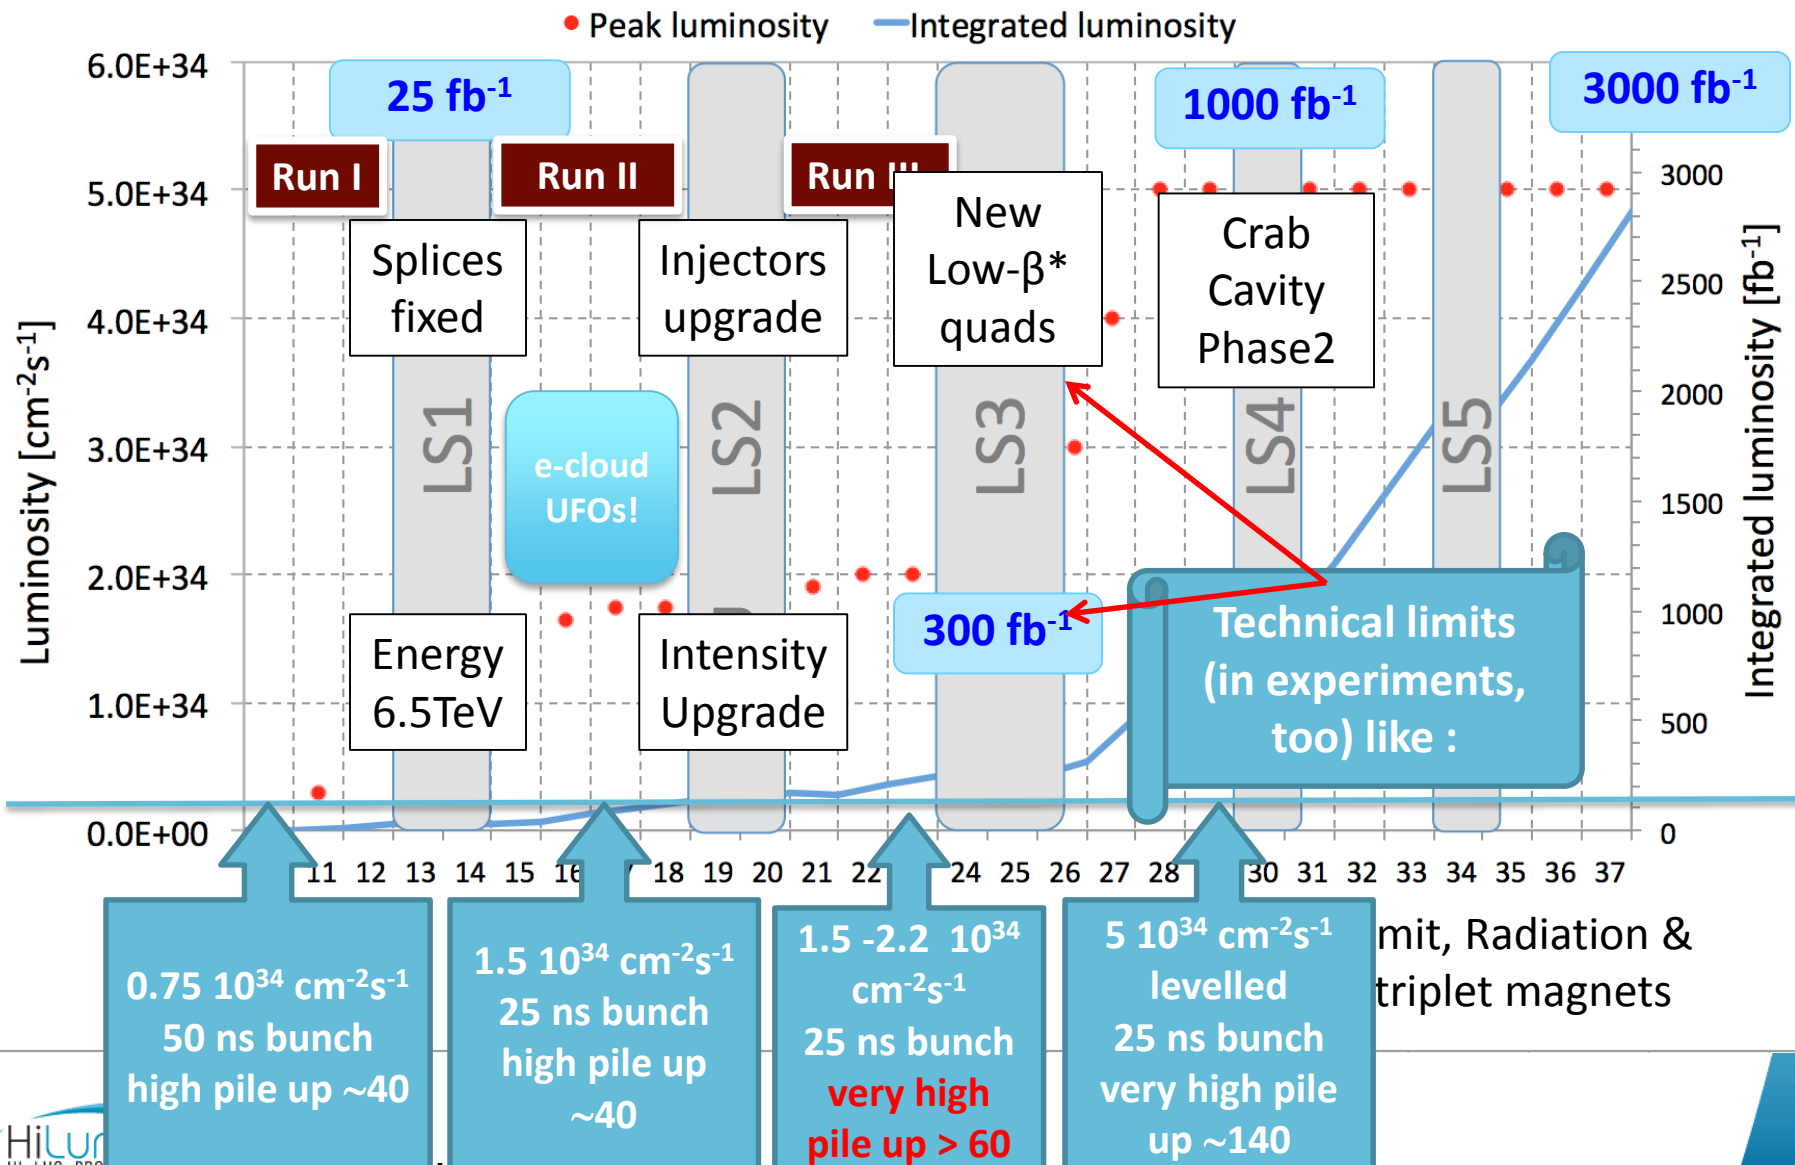 Peak luminosity
Integrated luminosity
6.0E+34
5.0E+34
4.0E+34
3.0E+34
2.0E+34
1.0E+34
0.0E+00
Luminosity [cm-2s-1]
25 fb-1
1000 fb-1
3000 fb-1
Run I
Run II
Run III
Splices
fixed
Injectors
upgrade
New
Low-β*
quads
Crab
Cavity
Phase2
LS1
LS2
LS3
LS4
LS5
e-cloud
UFOs!
300 fb-1
Energy
6.5TeV
Intensity
Upgrade
Technical limits
(in experiments,
too) like :
3000
2500
2000
1500
1000
500
0
Integrated luminosity [fb-1]
11 12 13 14 15 16 18 19 20 21 22 24 25 26 27 28 30 31 32 33 34 35 36 37
0.75 1034 cm-2s-1
50 ns bunch
high pile up ~40
1.5 1034 cm-2s-1
25 ns bunch
high pile up
~40
1.5 -2.2 1034
cm-2s-1
25 ns bunch
very high
pile up > 60
5 1034 cm-2s-1
levelled
25 ns bunch
very high pile
up ~140
mit, Radiation &
triplet magnets
HiLu